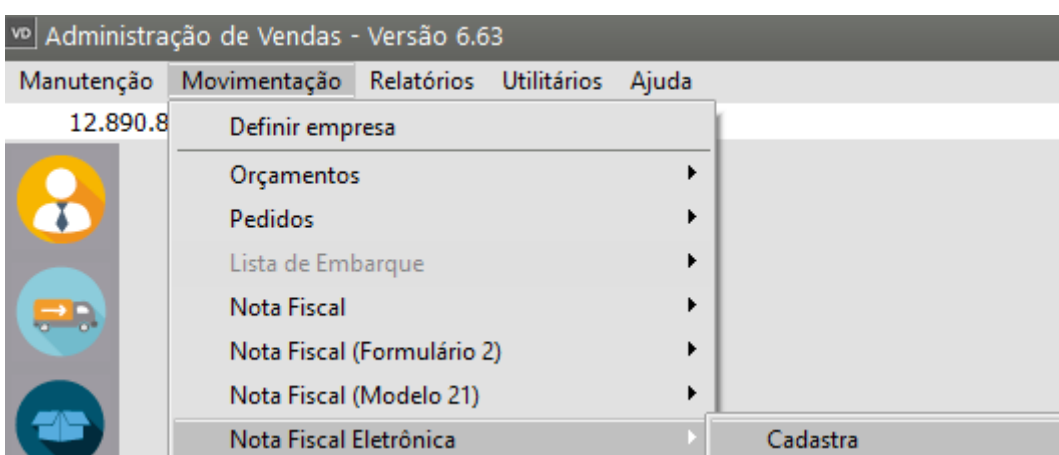 VD Administração de Vendas - Versão 6.63
Manutenção Movimentação Relatórios Utilitários Ajuda
12.890.8
Definir empresa
Orçamentos
Pedidos
Lista de Embarque
Nota Fiscal
Nota Fiscal (Formulário 2)
Nota Fiscal (Modelo 21)
Nota Fiscal Eletrônica Cadastra